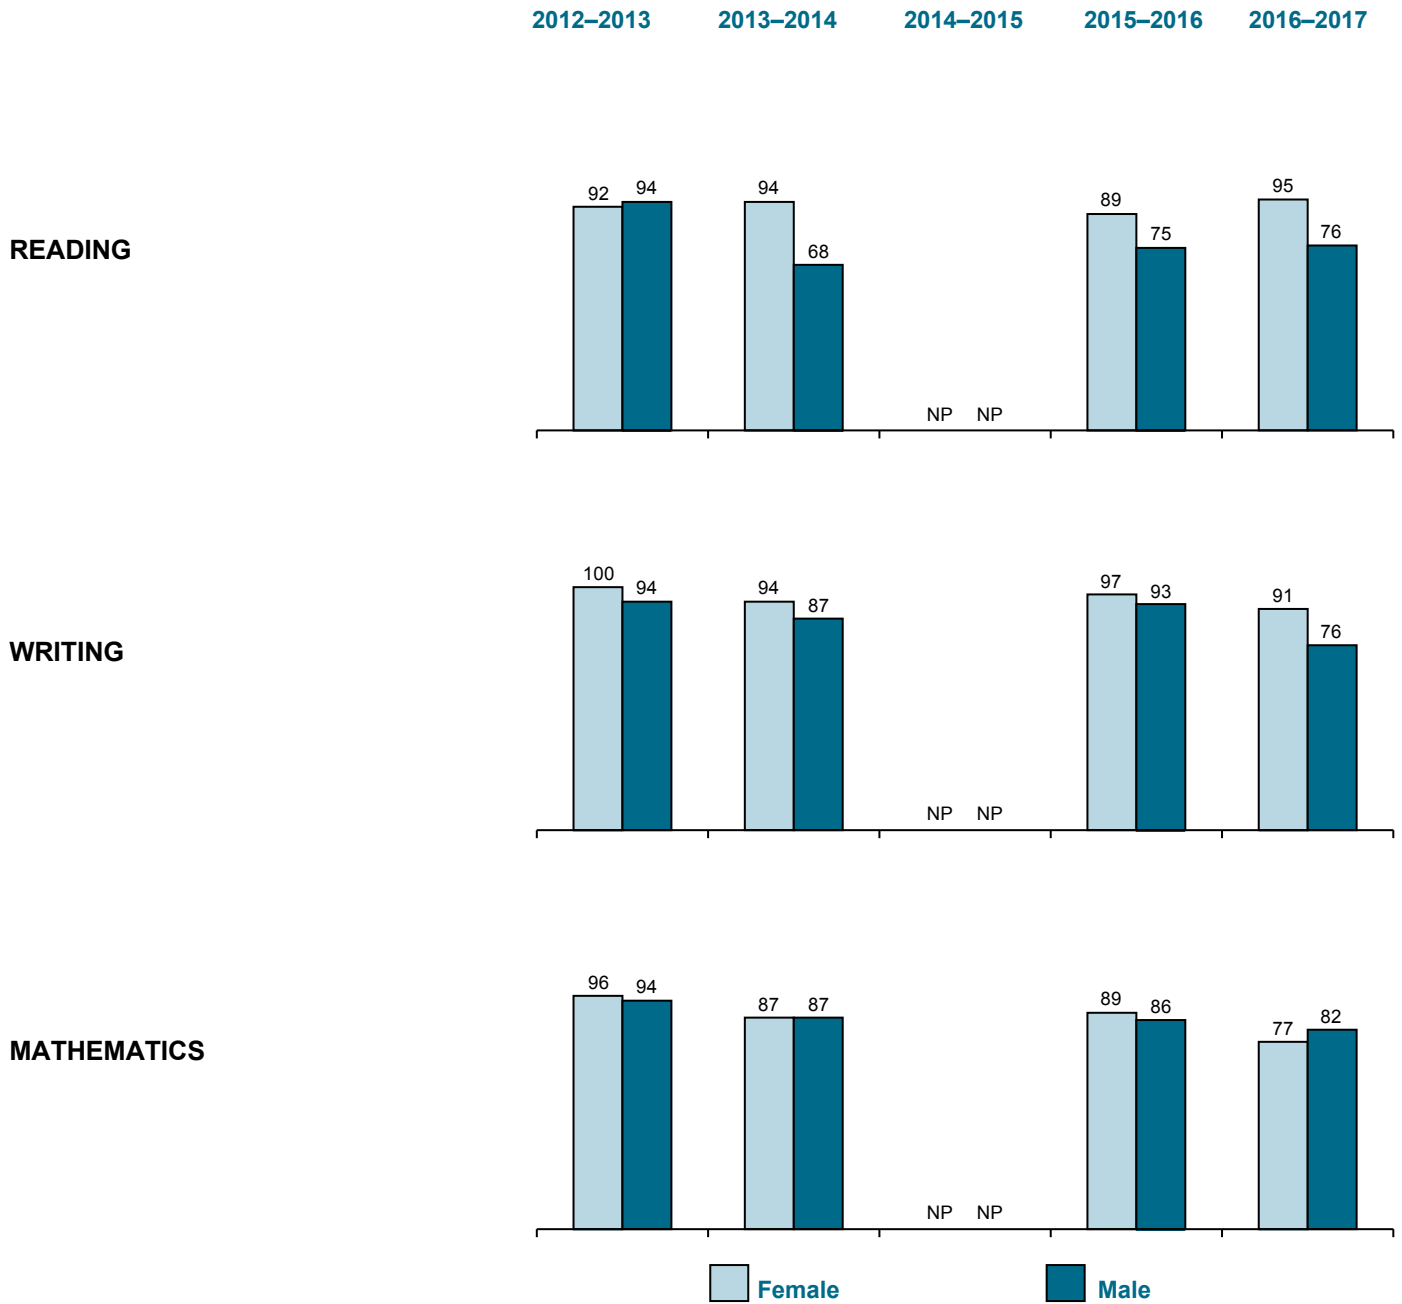 2012–2013 2013–2014 2014–2015 2015–2016 2016–2017
READING
92 94 94 68 NP NP 89 75 95 76
WRITING
100 94 94 87 NP NP 97 93 91 76
MATHEMATICS
96 94 87 87 NP NP 89 86 77 82
Female Male